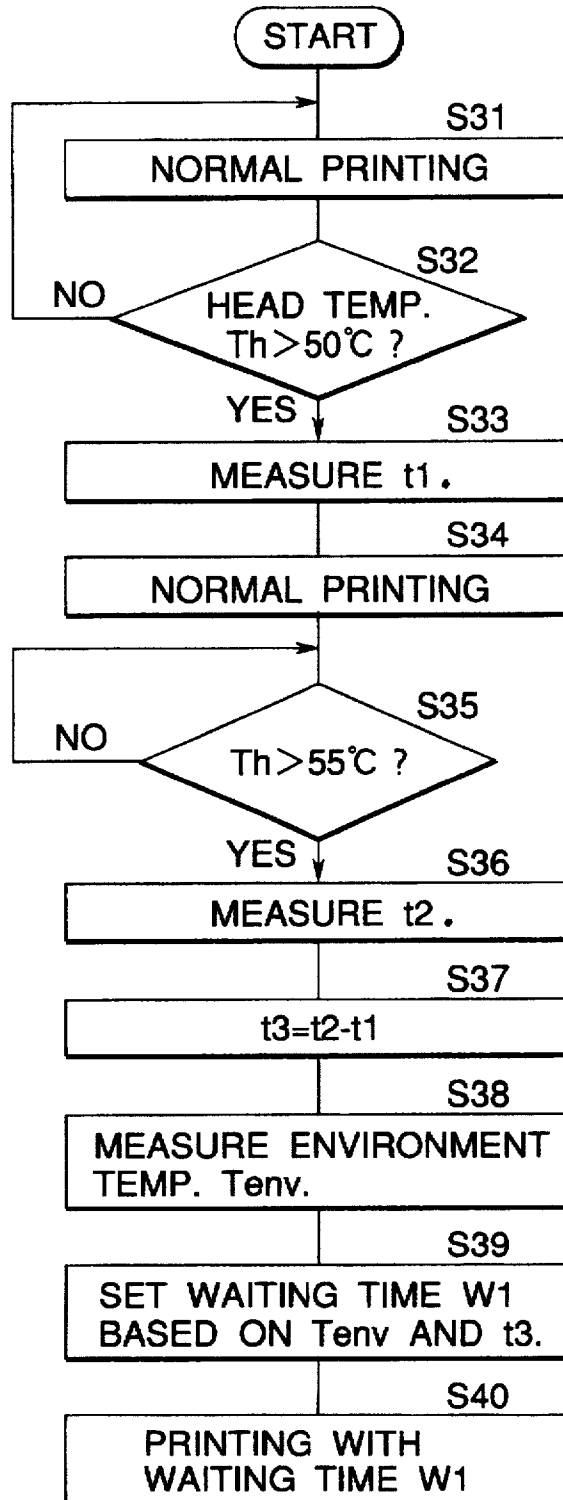 START
S31
NORMAL PRINTING
S32
HEAD TEMP.
Th>50℃ ?
NO
YES
S33
MEASURE t1.
S34
NORMAL PRINTING
S35
Th>55℃ ?
NO
YES
S36
MEASURE t2.
S37
t3=t2-t1
S38
MEASURE ENVIRONMENT
TEMP. Tenv.
S39
SET WAITING TIME W1
BASED ON Tenv AND t3.
S40
PRINTING WITH
WAITING TIME W1